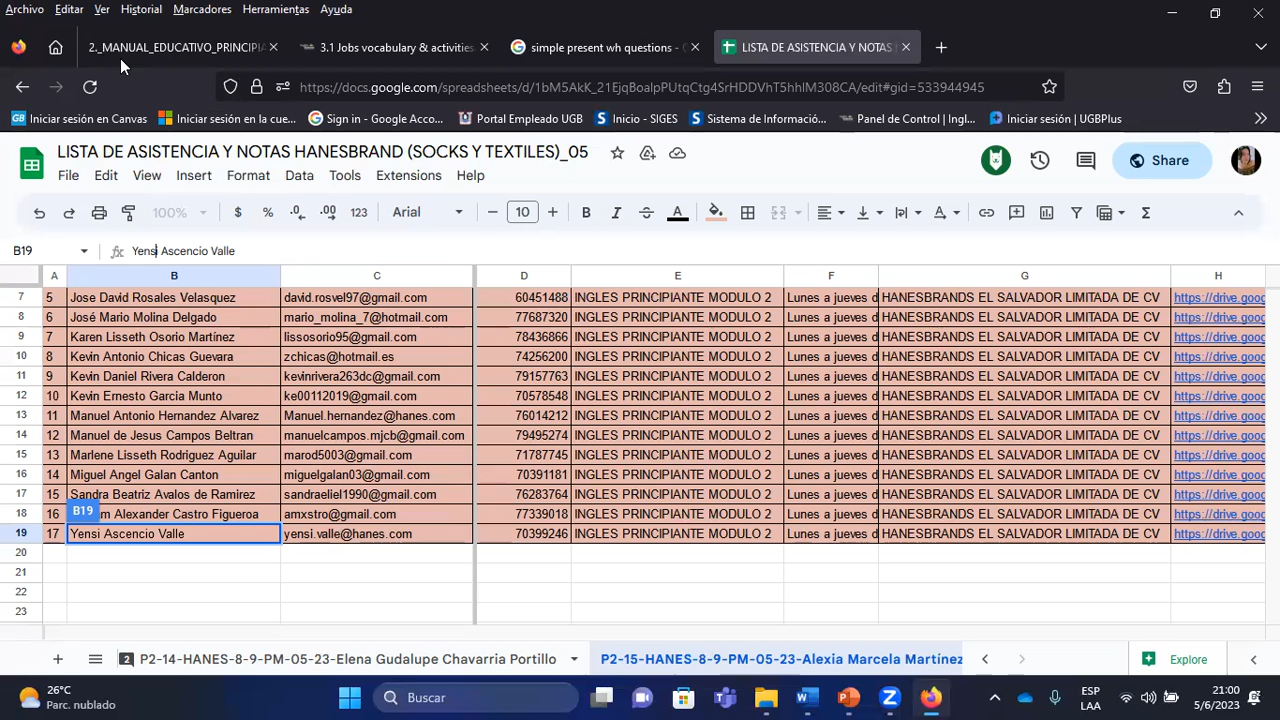 Archivo Editar Ver Historial Marcadores Herramientas Ayuda
2._MANUAL_EDUCATIVO_PRINCIPI 3.1 Jobs vocabulary & activities simple present wh questions - LISTA DE ASISTENCIA Y NOTAS
https://docs.google.com/spreadsheets/d/1bM5AkK_21EjqBoalpPUtqCtg4SrHDDVhT5hhlM308CA/edit#gid=533944945
Iniciar sesión en Canvas Iniciar sesión en la cue... Sign in - Google Acco... Portal Empleado UGB Inicio - SIGES Sistema de Informació... Panel de Control | Ingl... Iniciar sesión | UGBPlus
LISTA DE ASISTENCIA Y NOTAS HANESBRAND (SOCKS Y TEXTILES)_05
Share
File Edit View Insert Format Data Tools Extensions Help
100% $ % .0 .00 123 Arial 10 B I A
B19 fx Yensi Ascencio Valle
A B C D E F G H
7 5 Jose David Rosales Velasquez david.rosvel97@gmail.com 60451488 INGLES PRINCIPIANTE MODULO 2 Lunes a jueves d HANESBRANDS EL SALVADOR LIMITADA DE CV https://drive.goog
8 6 José Mario Molina Delgado mario_molina_7@hotmail.com 77687320 INGLES PRINCIPIANTE MODULO 2 Lunes a jueves d HANESBRANDS EL SALVADOR LIMITADA DE CV https://drive.goog
9 7 Karen Lisseth Osorio Martínez lissosorio95@gmail.com 78436866 INGLES PRINCIPIANTE MODULO 2 Lunes a jueves d HANESBRANDS EL SALVADOR LIMITADA DE CV https://drive.goog
10 8 Kevin Antonio Chicas Guevara zchicas@hotmail.es 74256200 INGLES PRINCIPIANTE MODULO 2 Lunes a jueves d HANESBRANDS EL SALVADOR LIMITADA DE CV https://drive.goog
11 9 Kevin Daniel Rivera Calderon kevinrivera263dc@gmail.com 79157763 INGLES PRINCIPIANTE MODULO 2 Lunes a jueves d HANESBRANDS EL SALVADOR LIMITADA DE CV https://drive.goog
12 10 Kevin Ernesto Garcia Munto ke00112019@gmail.com 70578548 INGLES PRINCIPIANTE MODULO 2 Lunes a jueves d HANESBRANDS EL SALVADOR LIMITADA DE CV https://drive.goog
13 11 Manuel Antonio Hernandez Alvarez Manuel.hernandez@hanes.com 76014212 INGLES PRINCIPIANTE MODULO 2 Lunes a jueves d HANESBRANDS EL SALVADOR LIMITADA DE CV https://drive.goog
14 12 Manuel de Jesus Campos Beltran manuelcampos.mjcb@gmail.com 79495274 INGLES PRINCIPIANTE MODULO 2 Lunes a jueves d HANESBRANDS EL SALVADOR LIMITADA DE CV https://drive.goog
15 13 Marlene Lisseth Rodriguez Aguilar marod5003@gmail.com 71787745 INGLES PRINCIPIANTE MODULO 2 Lunes a jueves d HANESBRANDS EL SALVADOR LIMITADA DE CV https://drive.goog
16 14 Miguel Angel Galan Canton miguelgalan03@gmail.com 70391181 INGLES PRINCIPIANTE MODULO 2 Lunes a jueves d HANESBRANDS EL SALVADOR LIMITADA DE CV https://drive.goog
17 15 Sandra Beatriz Avalos de Ramirez sandraeliel1990@gmail.com 76283764 INGLES PRINCIPIANTE MODULO 2 Lunes a jueves d HANESBRANDS EL SALVADOR LIMITADA DE CV https://drive.goog
18 16 B19 m Alexander Castro Figueroa amxstro@gmail.com 77339018 INGLES PRINCIPIANTE MODULO 2 Lunes a jueves d HANESBRANDS EL SALVADOR LIMITADA DE CV https://drive.goog
19 17 Yensi Ascencio Valle yensi.valle@hanes.com 70399246 INGLES PRINCIPIANTE MODULO 2 Lunes a jueves d HANESBRANDS EL SALVADOR LIMITADA DE CV https://drive.goog
20
21
22
23
2 P2-14-HANES-8-9-PM-05-23-Elena Gudalupe Chavarria Portillo P2-15-HANES-8-9-PM-05-23-Alexia Marcela Martínez Explore
26°C Parc. nublado Buscar ESP LAA 21:00 5/6/2023